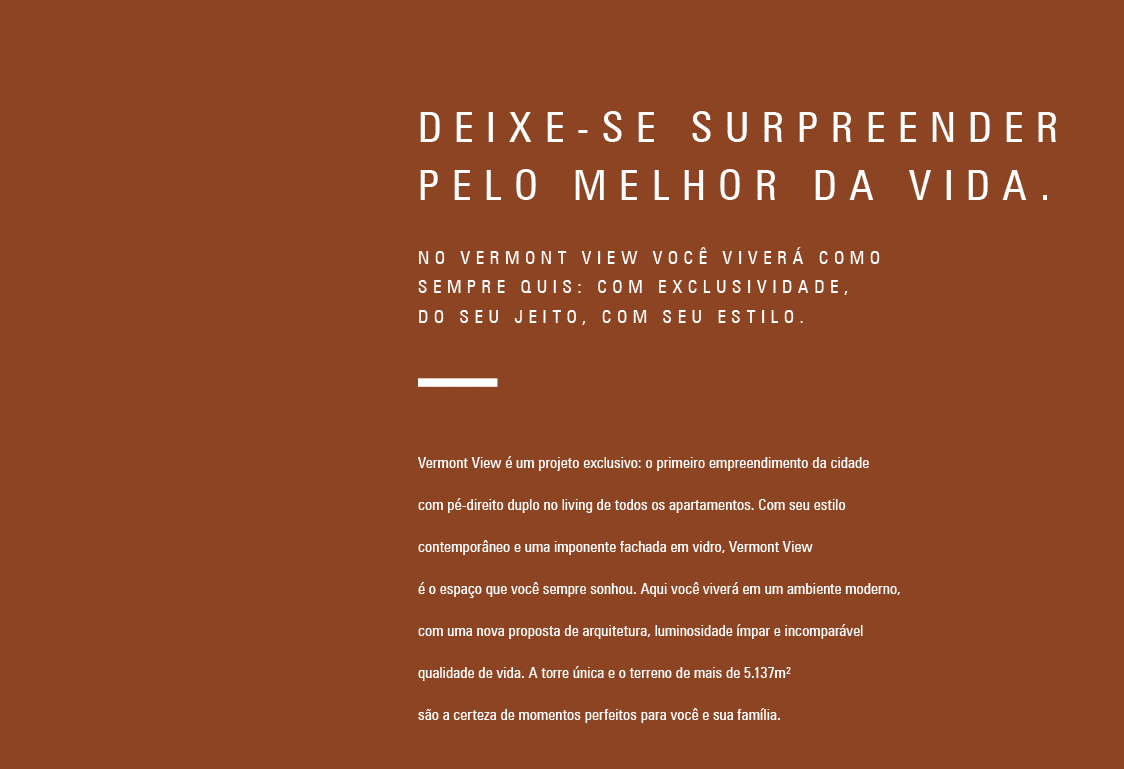 DEIXE-SE SURPREENDER
PELO MELHOR DA VIDA.
NO VERMONT VIEW VOCÊ VIVERÁ COMO
SEMPRE QUIS: COM EXCLUSIVIDADE,
DO SEU JEITO, COM SEU ESTILO.
Vermont View é um projeto exclusivo: o primeiro empreendimento da cidade
com pé-direito duplo no living de todos os apartamentos. Com seu estilo
contemporâneo e uma imponente fachada em vidro, Vermont View
é o espaço que você sempre sonhou. Aqui você viverá em um ambiente moderno,
com uma nova proposta de arquitetura, luminosidade ímpar e incomparável
qualidade de vida. A torre única e o terreno de mais de 5.137m²
são a certeza de momentos perfeitos para você e sua família.